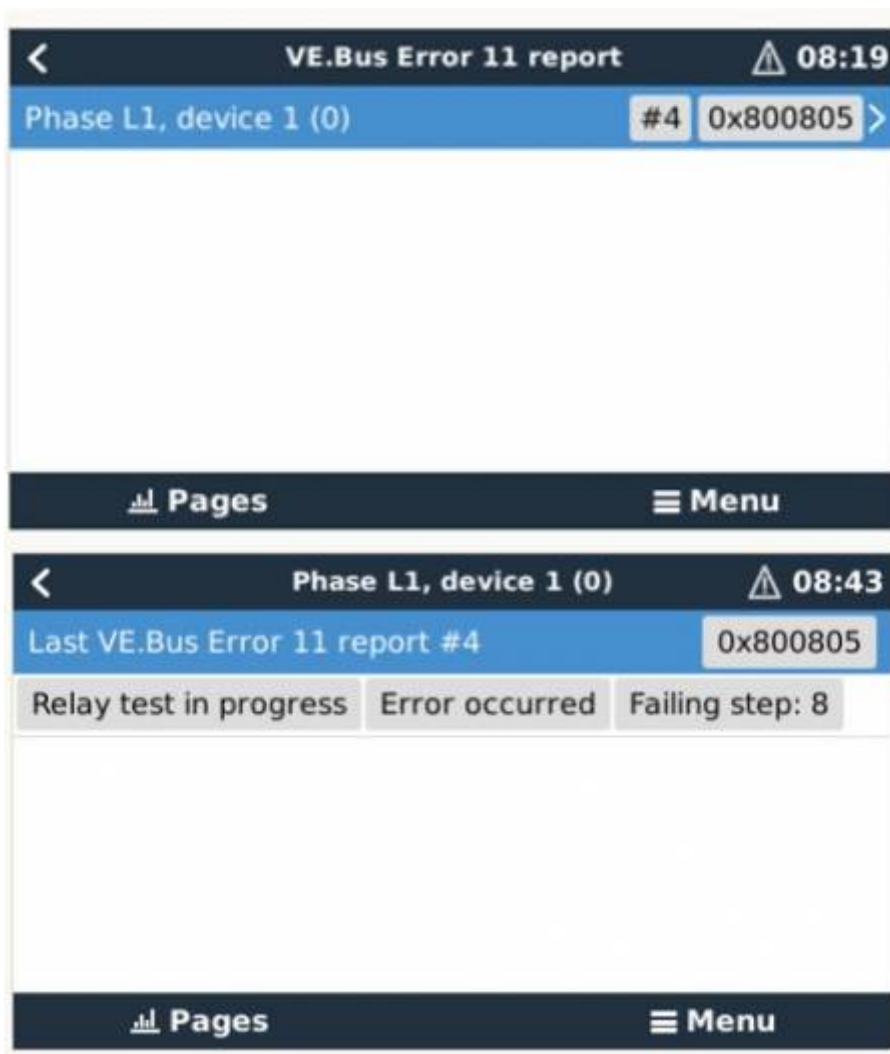 VE.Bus Error 11 report 08:19
Phase L1, device 1 (0) #4 0x800805
Pages Menu
Phase L1, device 1 (0) 08:43
Last VE.Bus Error 11 report #4 0x800805
Relay test in progress Error occurred Failing step: 8
Pages Menu